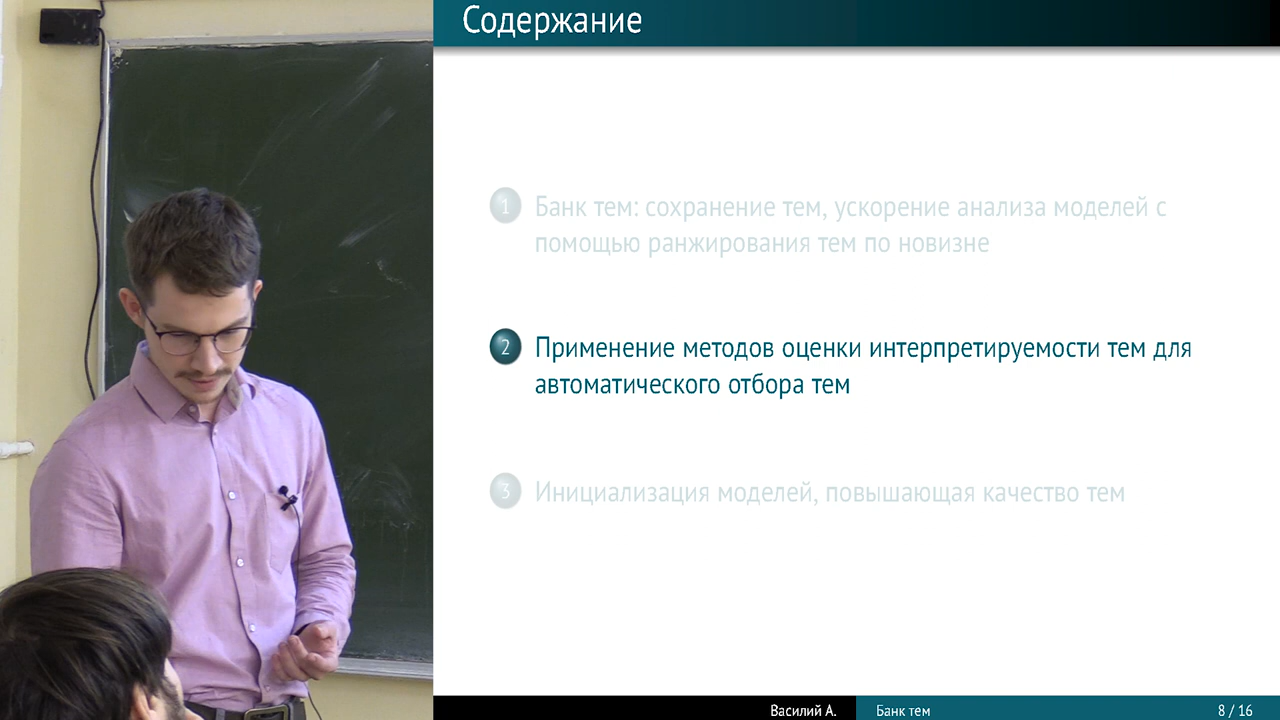 Содержание
1 Банк тем: сохранение тем, ускорение анализа моделей с
помощью ранжирования тем по новизне
2 Применение методов оценки интерпретируемости тем для
автоматического отбора тем
3 Инициализация моделей, повышающая качество тем
Василий А. Банк тем 8 / 16